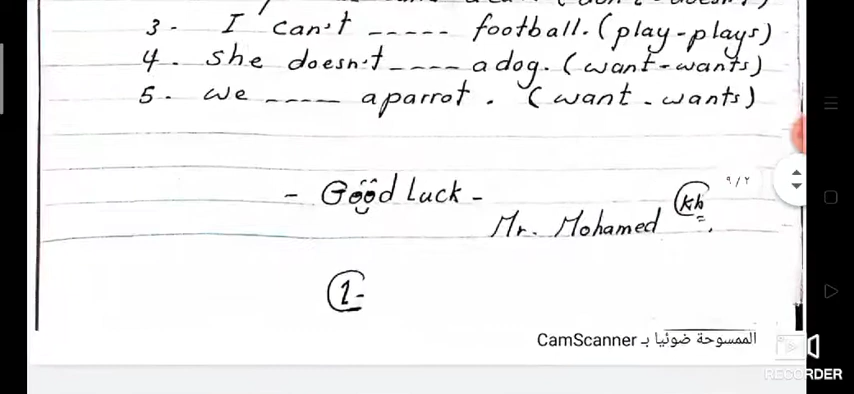 3- I can't ----- football. (play-plays)
4. she doesn't ---- a dog. (want-wants)
5. we ----- a parrot. (want-wants)
- Good Luck -
٩/٢
Mr. Mohamed kh
1-
الممسوحة ضوئيا بـ CamScanner
RECORDER